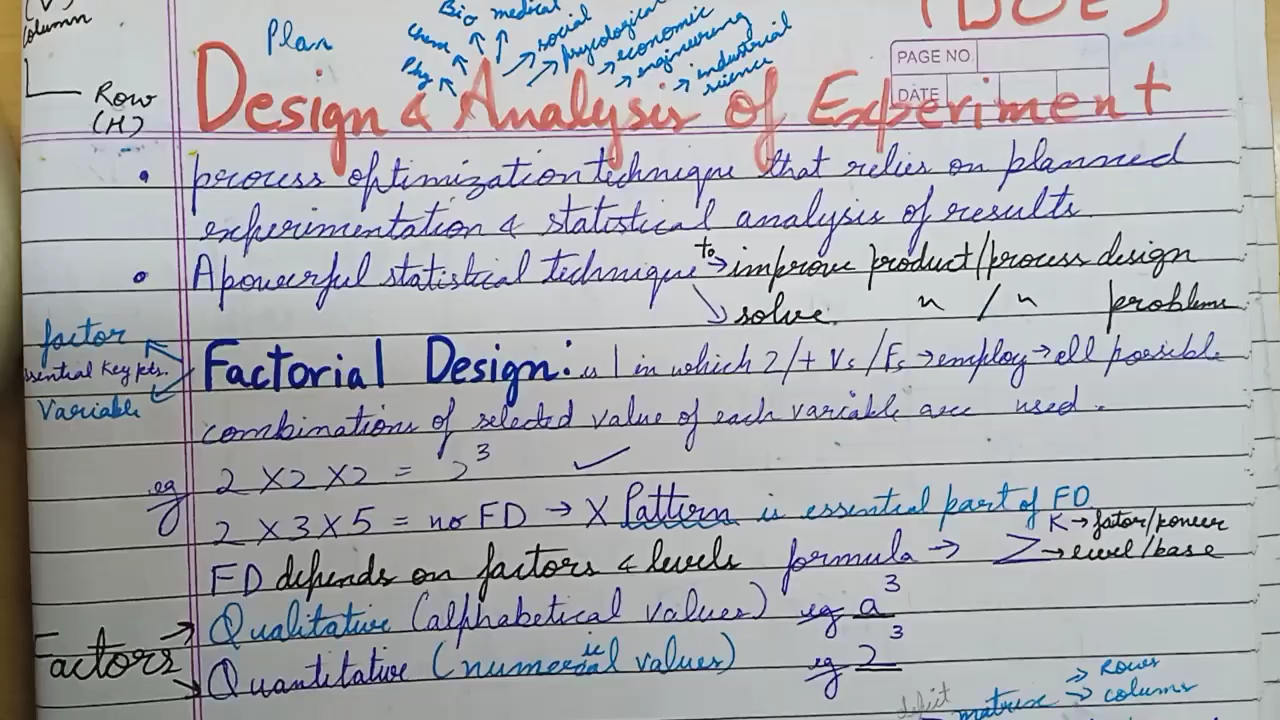 (V)
Column
Row
(H)
Plan
Phy
Chem
Bio
medical
social
phycological
economic
engineering
industrial
science
(DOE)
PAGE NO.
DATE
Design & Analysis of Experiment
• process optimization technique that relies on planned
experimentation & statistical analysis of results
• A powerful statistical technique to → improve product/process design
↘ solve " / " problems
factor
essential key pts.
Variable
Factorial Design: is 1 in which 2/+ Vs/Fs → employ → all possible
combinations of selected value of each variable are used.
eg 2 X 2 X 2 = 2³ ✓
2 X 3 X 5 = no FD → X Pattern is essential part of FD
FD depends on factors & levels formula →
K → fator/power
→ level/base
Factors → Qualitative (alphabetical values) eg a³
→ Quantitative (numeric values) eg 2³
deficit matrix → Rows
→ column